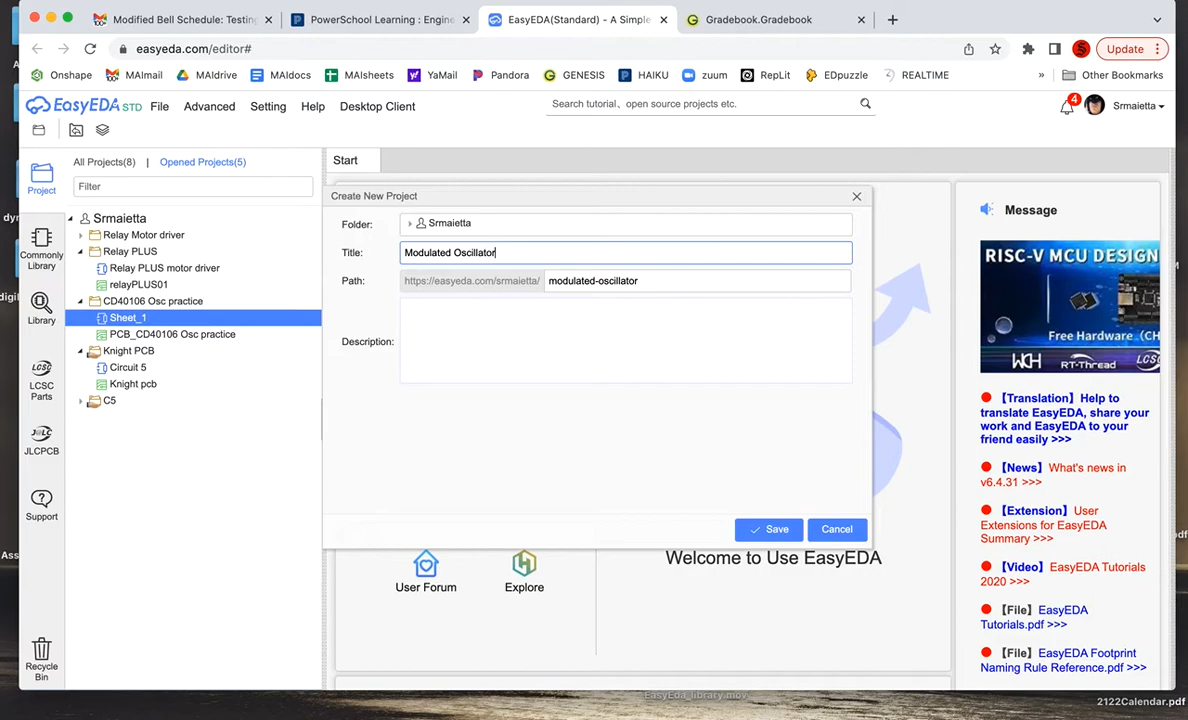 Modified Bell Schedule: Testing
PowerSchool Learning : Engine
EasyEDA(Standard) - A Simple
Gradebook.Gradebook
easyeda.com/editor#
Update
Onshape
MAImail
MAIdrive
MAIdocs
MAIsheets
YaMail
Pandora
GENESIS
HAIKU
zuum
RepLit
EDpuzzle
REALTIME
»
Other Bookmarks
EasyEDA STD
File
Advanced
Setting
Help
Desktop Client
Search tutorial、open source projects etc.
4
Srmaietta
All Projects(8) | Opened Projects(5)
Filter
Project
Commonly
Library
Library
LCSC
LCSC
Parts
JLCPCB
Support
Recycle
Bin
Srmaietta
Relay Motor driver
Relay PLUS
Relay PLUS motor driver
relayPLUS01
CD40106 Osc practice
Sheet_1
PCB_CD40106 Osc practice
Knight PCB
Circuit 5
Knight pcb
C5
Start
Create New Project
Folder:
Srmaietta
Title:
Modulated Oscillator
Path:
https://easyeda.com/srmaietta/
modulated-oscillator
Description:
Save
Cancel
User Forum
Explore
Welcome to Use EasyEDA
Message
RISC-V MCU DESIGN
Free Hardware (CH
WCH
RT-Thread
LCSC
【Translation】Help to
translate EasyEDA, share your
work and EasyEDA to your
friend easily >>>
【News】What's news in
v6.4.31 >>>
【Extension】User
Extensions for EasyEDA
Summary >>>
【Video】EasyEDA Tutorials
2020 >>>
【File】EasyEDA
Tutorials.pdf >>>
【File】EasyEDA Footprint
Naming Rule Reference.pdf >>>
EasyEda_library.mov
2122Calendar.pdf